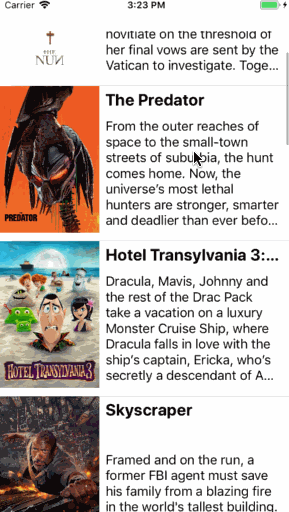 Carrier 3:23 PM
THE
NUN
novitiate on the threshold of
her final vows are sent by the
Vatican to investigate. Toge...
The Predator
From the outer reaches of
space to the small-town
streets of suburbia, the hunt
comes home. Now, the
universe's most lethal
hunters are stronger, smarter
and deadlier than ever befo...
PREDATOR
Hotel Transylvania 3:...
Dracula, Mavis, Johnny and
the rest of the Drac Pack
take a vacation on a luxury
Monster Cruise Ship, where
Dracula falls in love with the
ship's captain, Ericka, who's
secretly a descendant of A...
HOTEL TRANSYLVANIA 3
Skyscraper
Framed and on the run, a
former FBI agent must save
his family from a blazing fire
in the world's tallest building,